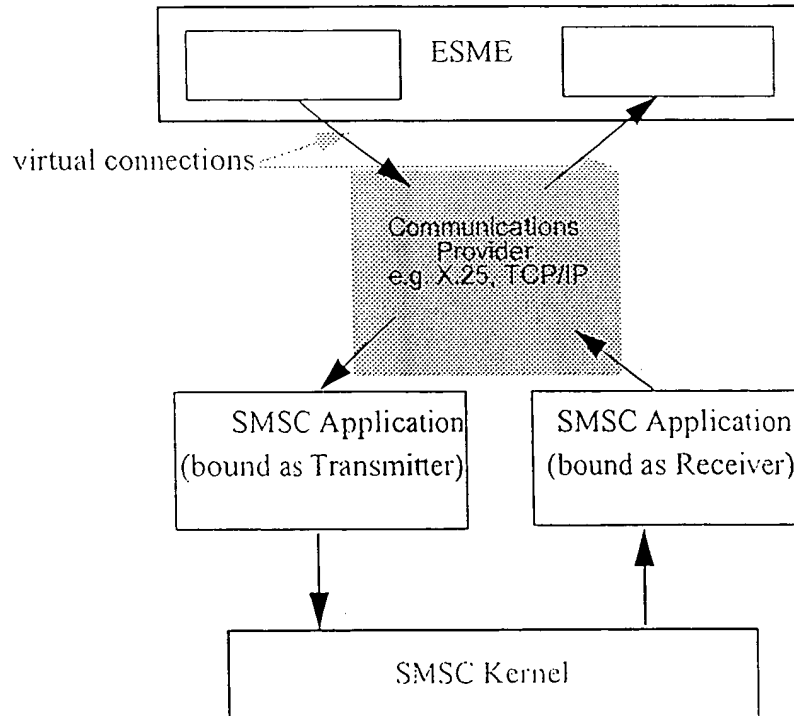 ESME
virtual connections
Communications
Provider
e.g. X.25, TCP/IP
SMSC Application
(bound as Transmitter)
SMSC Application
(bound as Receiver)
SMSC Kernel